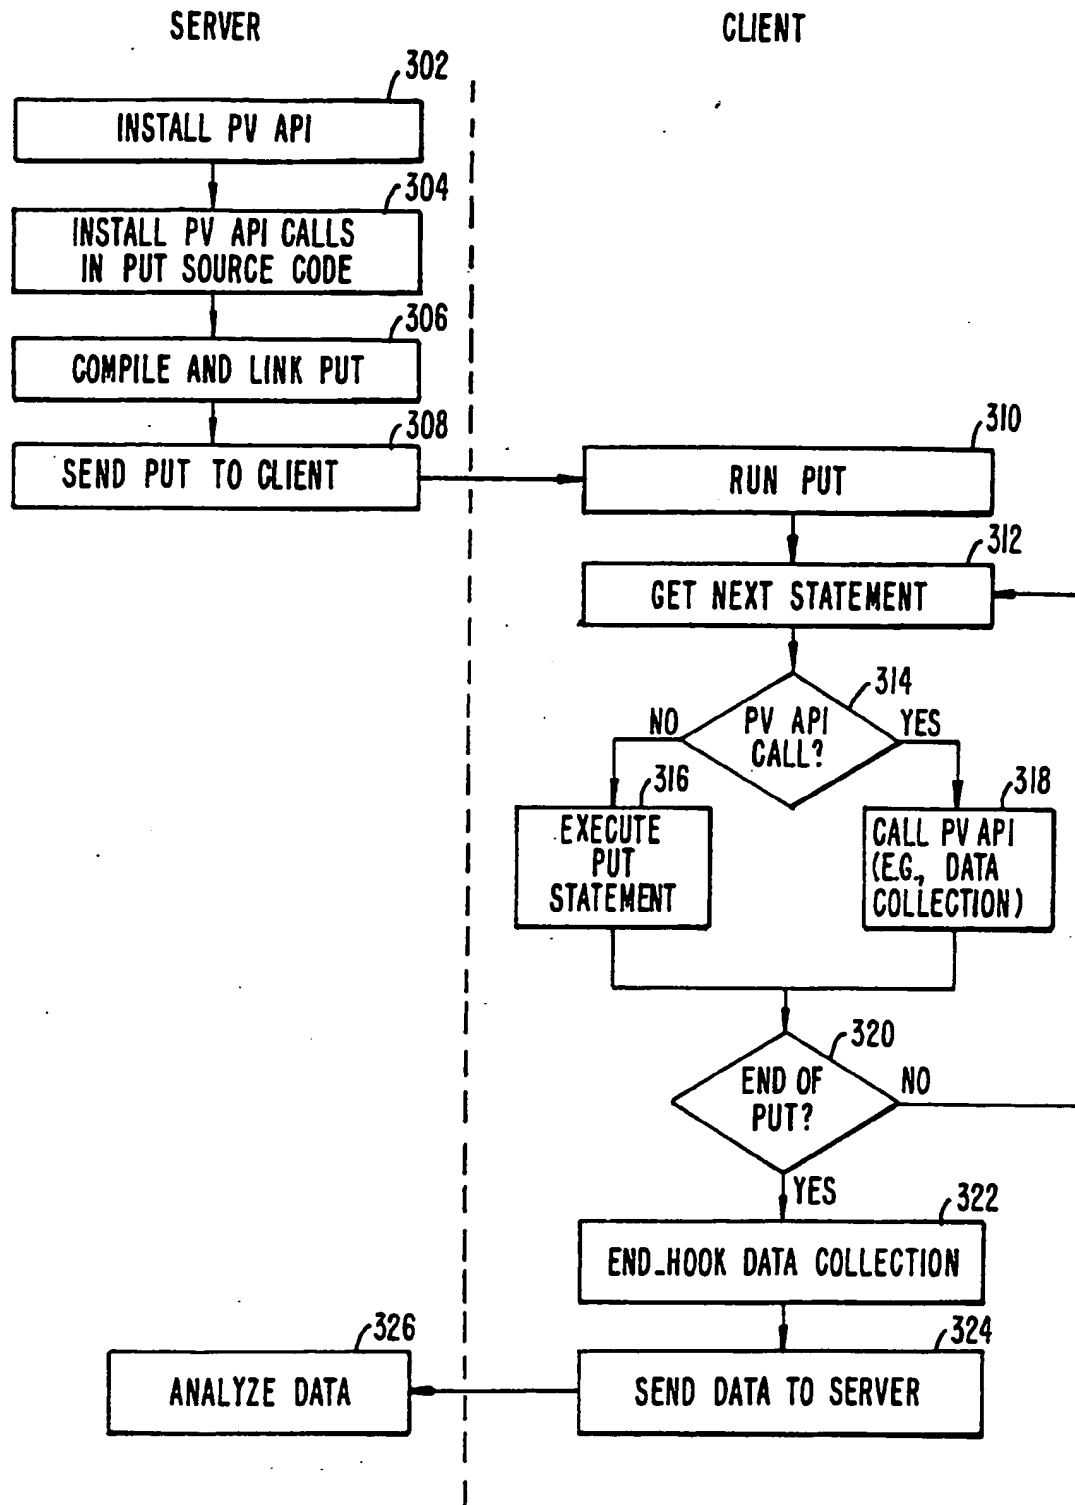 SERVER
CLIENT
302
INSTALL PV API
304
INSTALL PV API CALLS
IN PUT SOURCE CODE
306
COMPILE AND LINK PUT
308
SEND PUT TO CLIENT
310
RUN PUT
312
GET NEXT STATEMENT
314
PV API
CALL?
NO
YES
316
EXECUTE
PUT
STATEMENT
318
CALL PV API
(E.G., DATA
COLLECTION)
320
END OF
PUT?
NO
YES
322
END_HOOK DATA COLLECTION
324
SEND DATA TO SERVER
326
ANALYZE DATA